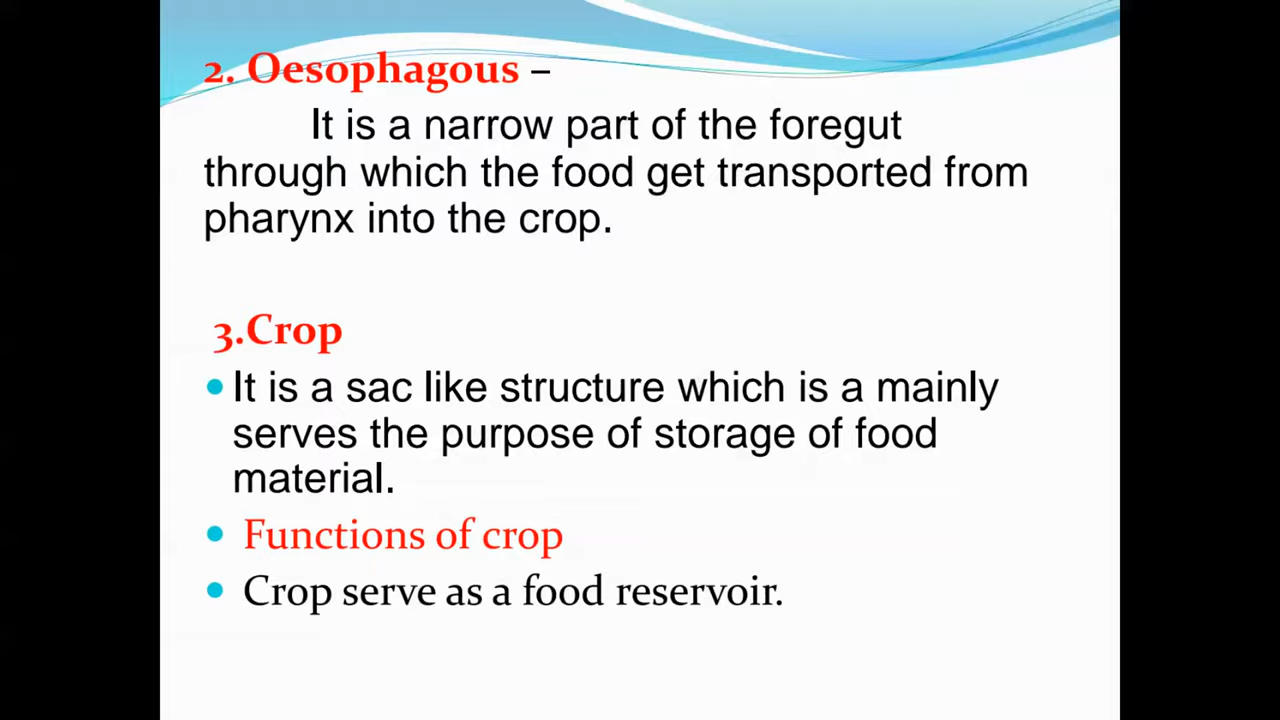 2. Oesophagous –
It is a narrow part of the foregut
through which the food get transported from
pharynx into the crop.
3.Crop
• It is a sac like structure which is a mainly
serves the purpose of storage of food
material.
• Functions of crop
• Crop serve as a food reservoir.